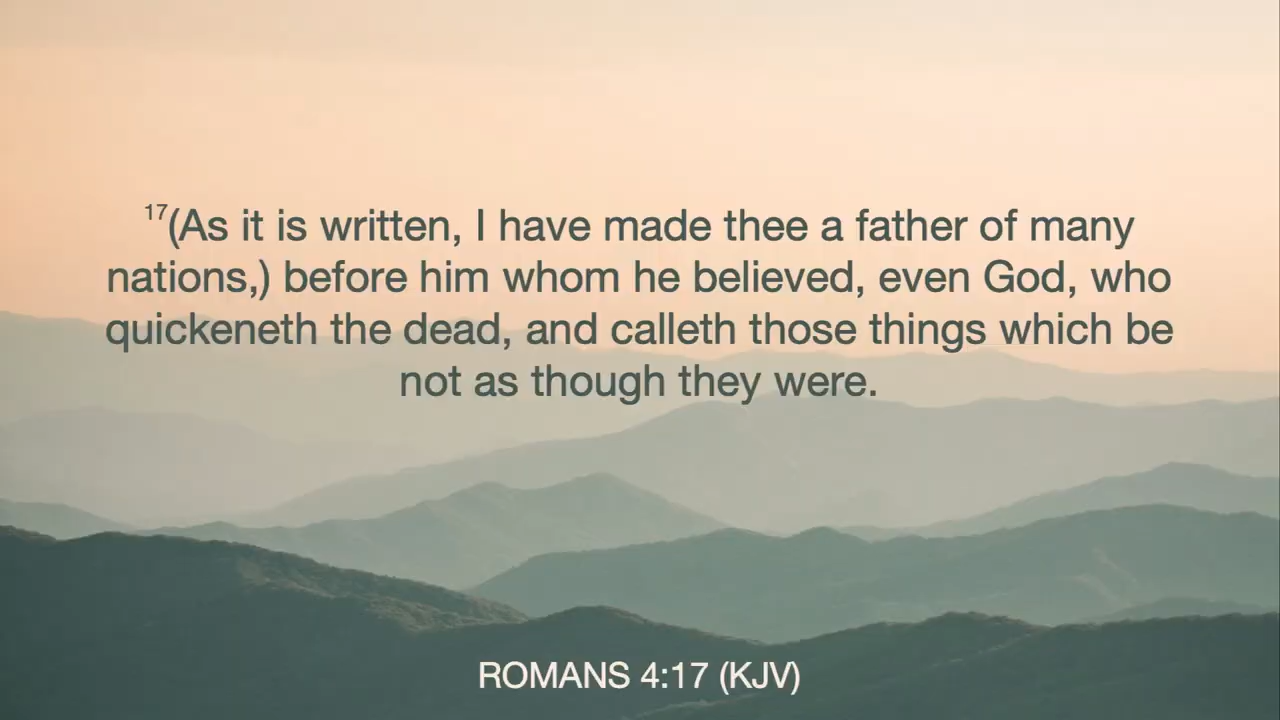 17(As it is written, I have made thee a father of many
nations,) before him whom he believed, even God, who
quickeneth the dead, and calleth those things which be
not as though they were.
ROMANS 4:17 (KJV)